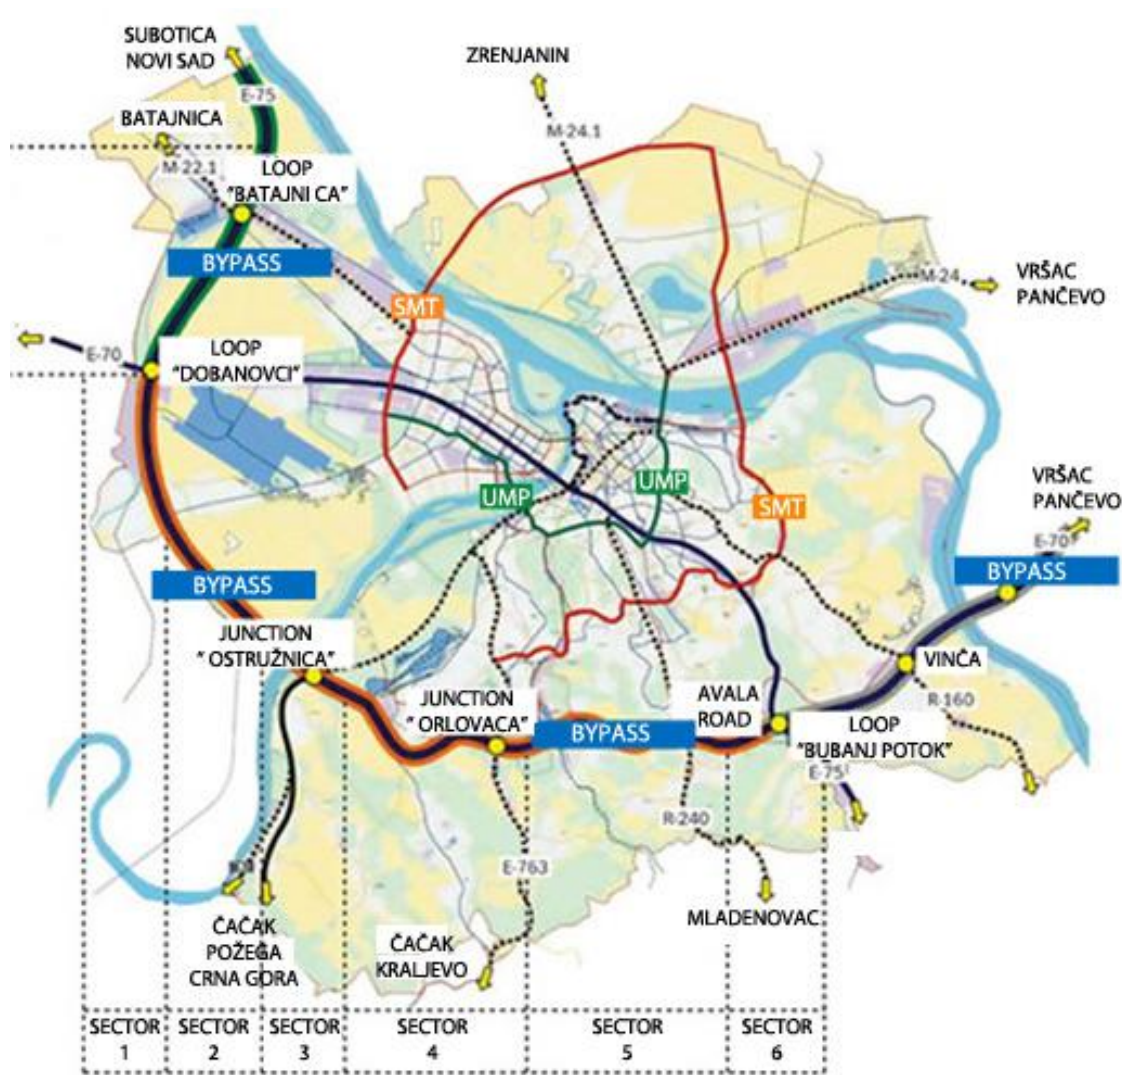 SUBOTICA
NOVI SAD
ZRENJANIN
E-75
BATAJNICA
M-24.1
M-22.1
LOOP
"BATAJNI CA"
BYPASS
VRŠAC
PANČEVO
M-24
SMT
E-70
LOOP
"DOBANOVCI"
UMP
UMP
SMT
VRŠAC
PANČEVO
E-70
BYPASS
BYPASS
JUNCTION
" OSTRUŽNICA"
VINČA
R-160
JUNCTION
" ORLOVACA"
AVALA
ROAD
BYPASS
LOOP
"BUBANJ POTOK"
E-75
R-240
E-763
MLADENOVAC
ČAČAK
POŽEGA
CRNA GORA
ČAČAK
KRALJEVO
SECTOR
1
SECTOR
2
SECTOR
3
SECTOR
4
SECTOR
5
SECTOR
6